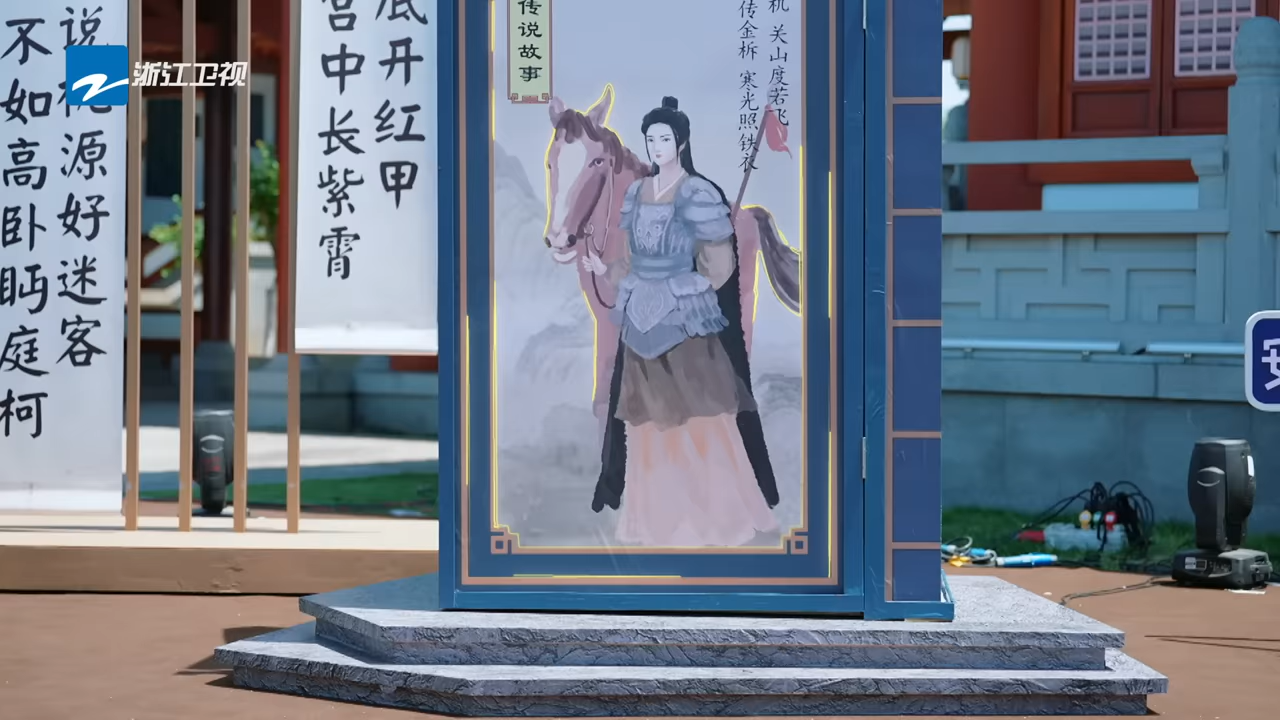 浙江卫视
说桃源好迷客
不如高卧眄庭柯
底开红甲
宫中长紫霄
传说故事
机 关山度若飞
传金柝 寒光照铁衣